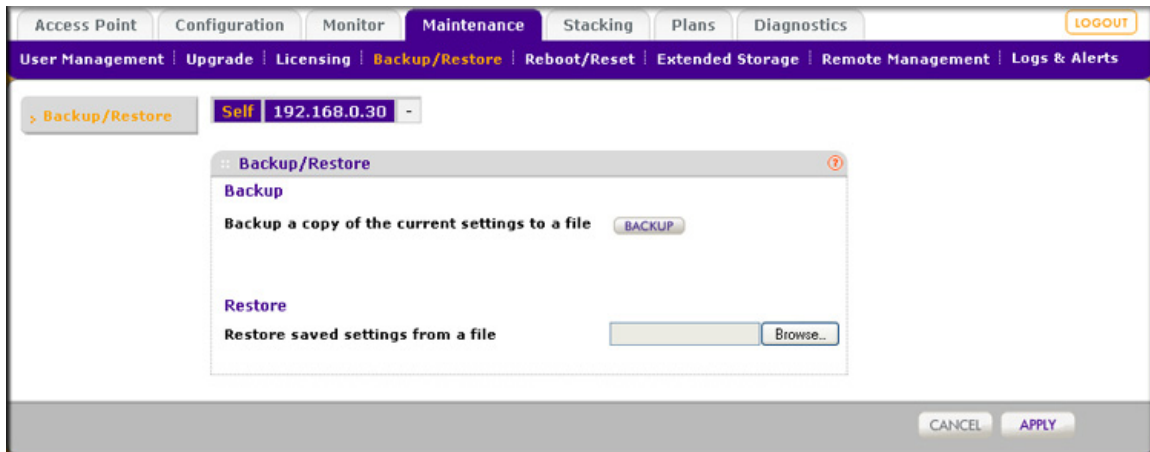 Access Point Configuration Monitor Maintenance Stacking Plans Diagnostics LOGOUT
User Management Upgrade Licensing Backup/Restore Reboot/Reset Extended Storage Remote Management Logs & Alerts
> Backup/Restore Self 192.168.0.30 -
Backup/Restore ?
Backup
Backup a copy of the current settings to a file BACKUP
Restore
Restore saved settings from a file Browse...
CANCEL APPLY